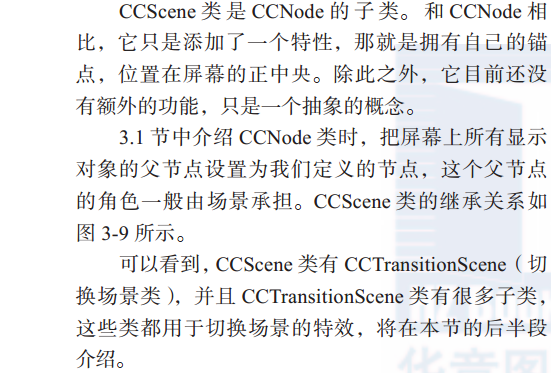 CCScene 类是 CCNode 的子类。和 CCNode 相
比，它只是添加了一个特性，那就是拥有自己的锚
点，位置在屏幕的正中央。除此之外，它目前还没
有额外的功能，只是一个抽象的概念。
3.1 节中介绍 CCNode 类时，把屏幕上所有显示
对象的父节点设置为我们定义的节点，这个父节点
的角色一般由场景承担。CCScene 类的继承关系如
图 3-9 所示。
可以看到，CCScene 类有 CCTransitionScene（切
换场景类），并且 CCTransitionScene 类有很多子类，
这些类都用于切换场景的特效，将在本节的后半段
介绍。
华章图